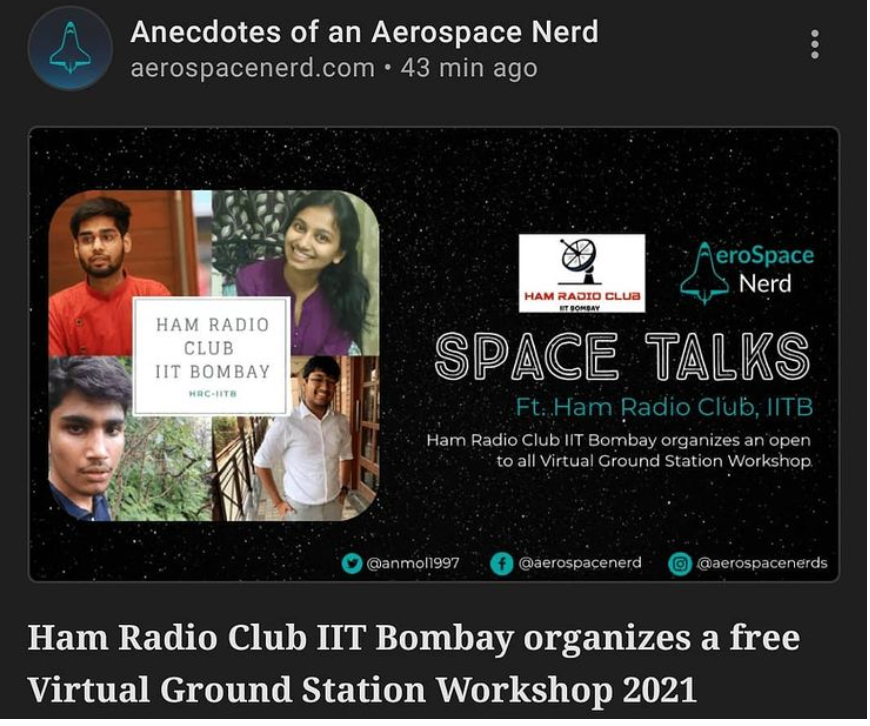 Anecdotes of an Aerospace Nerd
aerospacenerd.com • 43 min ago
HAM RADIO
CLUB
IIT BOMBAY
HRC-IITB
HAM RADIO CLUB
IIT BOMBAY
AeroSpace
Nerd
SPACE TALKS
Ft. Ham Radio Club, IITB
Ham Radio Club IIT Bombay organizes an open
to all Virtual Ground Station Workshop.
@anmol1997 @aerospacenerd @aerospacenerds
Ham Radio Club IIT Bombay organizes a free
Virtual Ground Station Workshop 2021